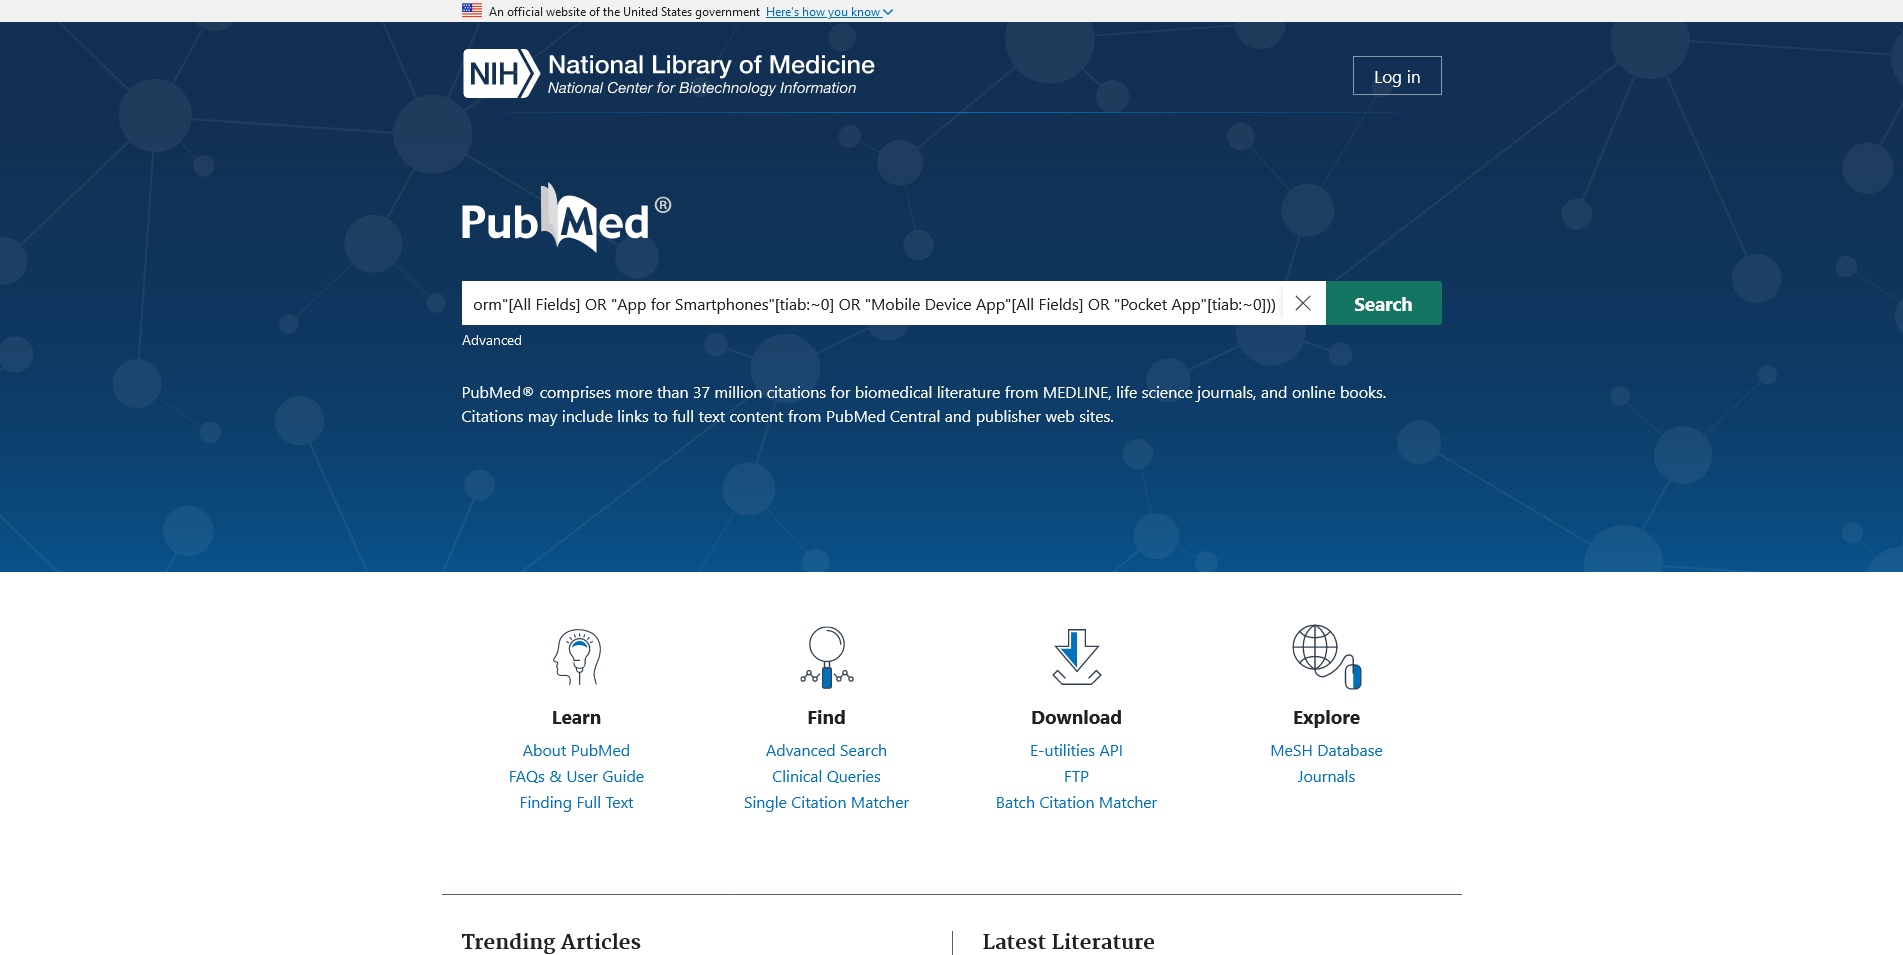 An official website of the United States government Here's how you know
NIH National Library of Medicine
National Center for Biotechnology Information
Log in
PubMed®
orm"[All Fields] OR "App for Smartphones"[tiab:~0] OR "Mobile Device App"[All Fields] OR "Pocket App"[tiab:~0]))
Search
Advanced
PubMed® comprises more than 37 million citations for biomedical literature from MEDLINE, life science journals, and online books.
Citations may include links to full text content from PubMed Central and publisher web sites.
Learn
About PubMed
FAQs & User Guide
Finding Full Text
Find
Advanced Search
Clinical Queries
Single Citation Matcher
Download
E-utilities API
FTP
Batch Citation Matcher
Explore
MeSH Database
Journals
Trending Articles
Latest Literature